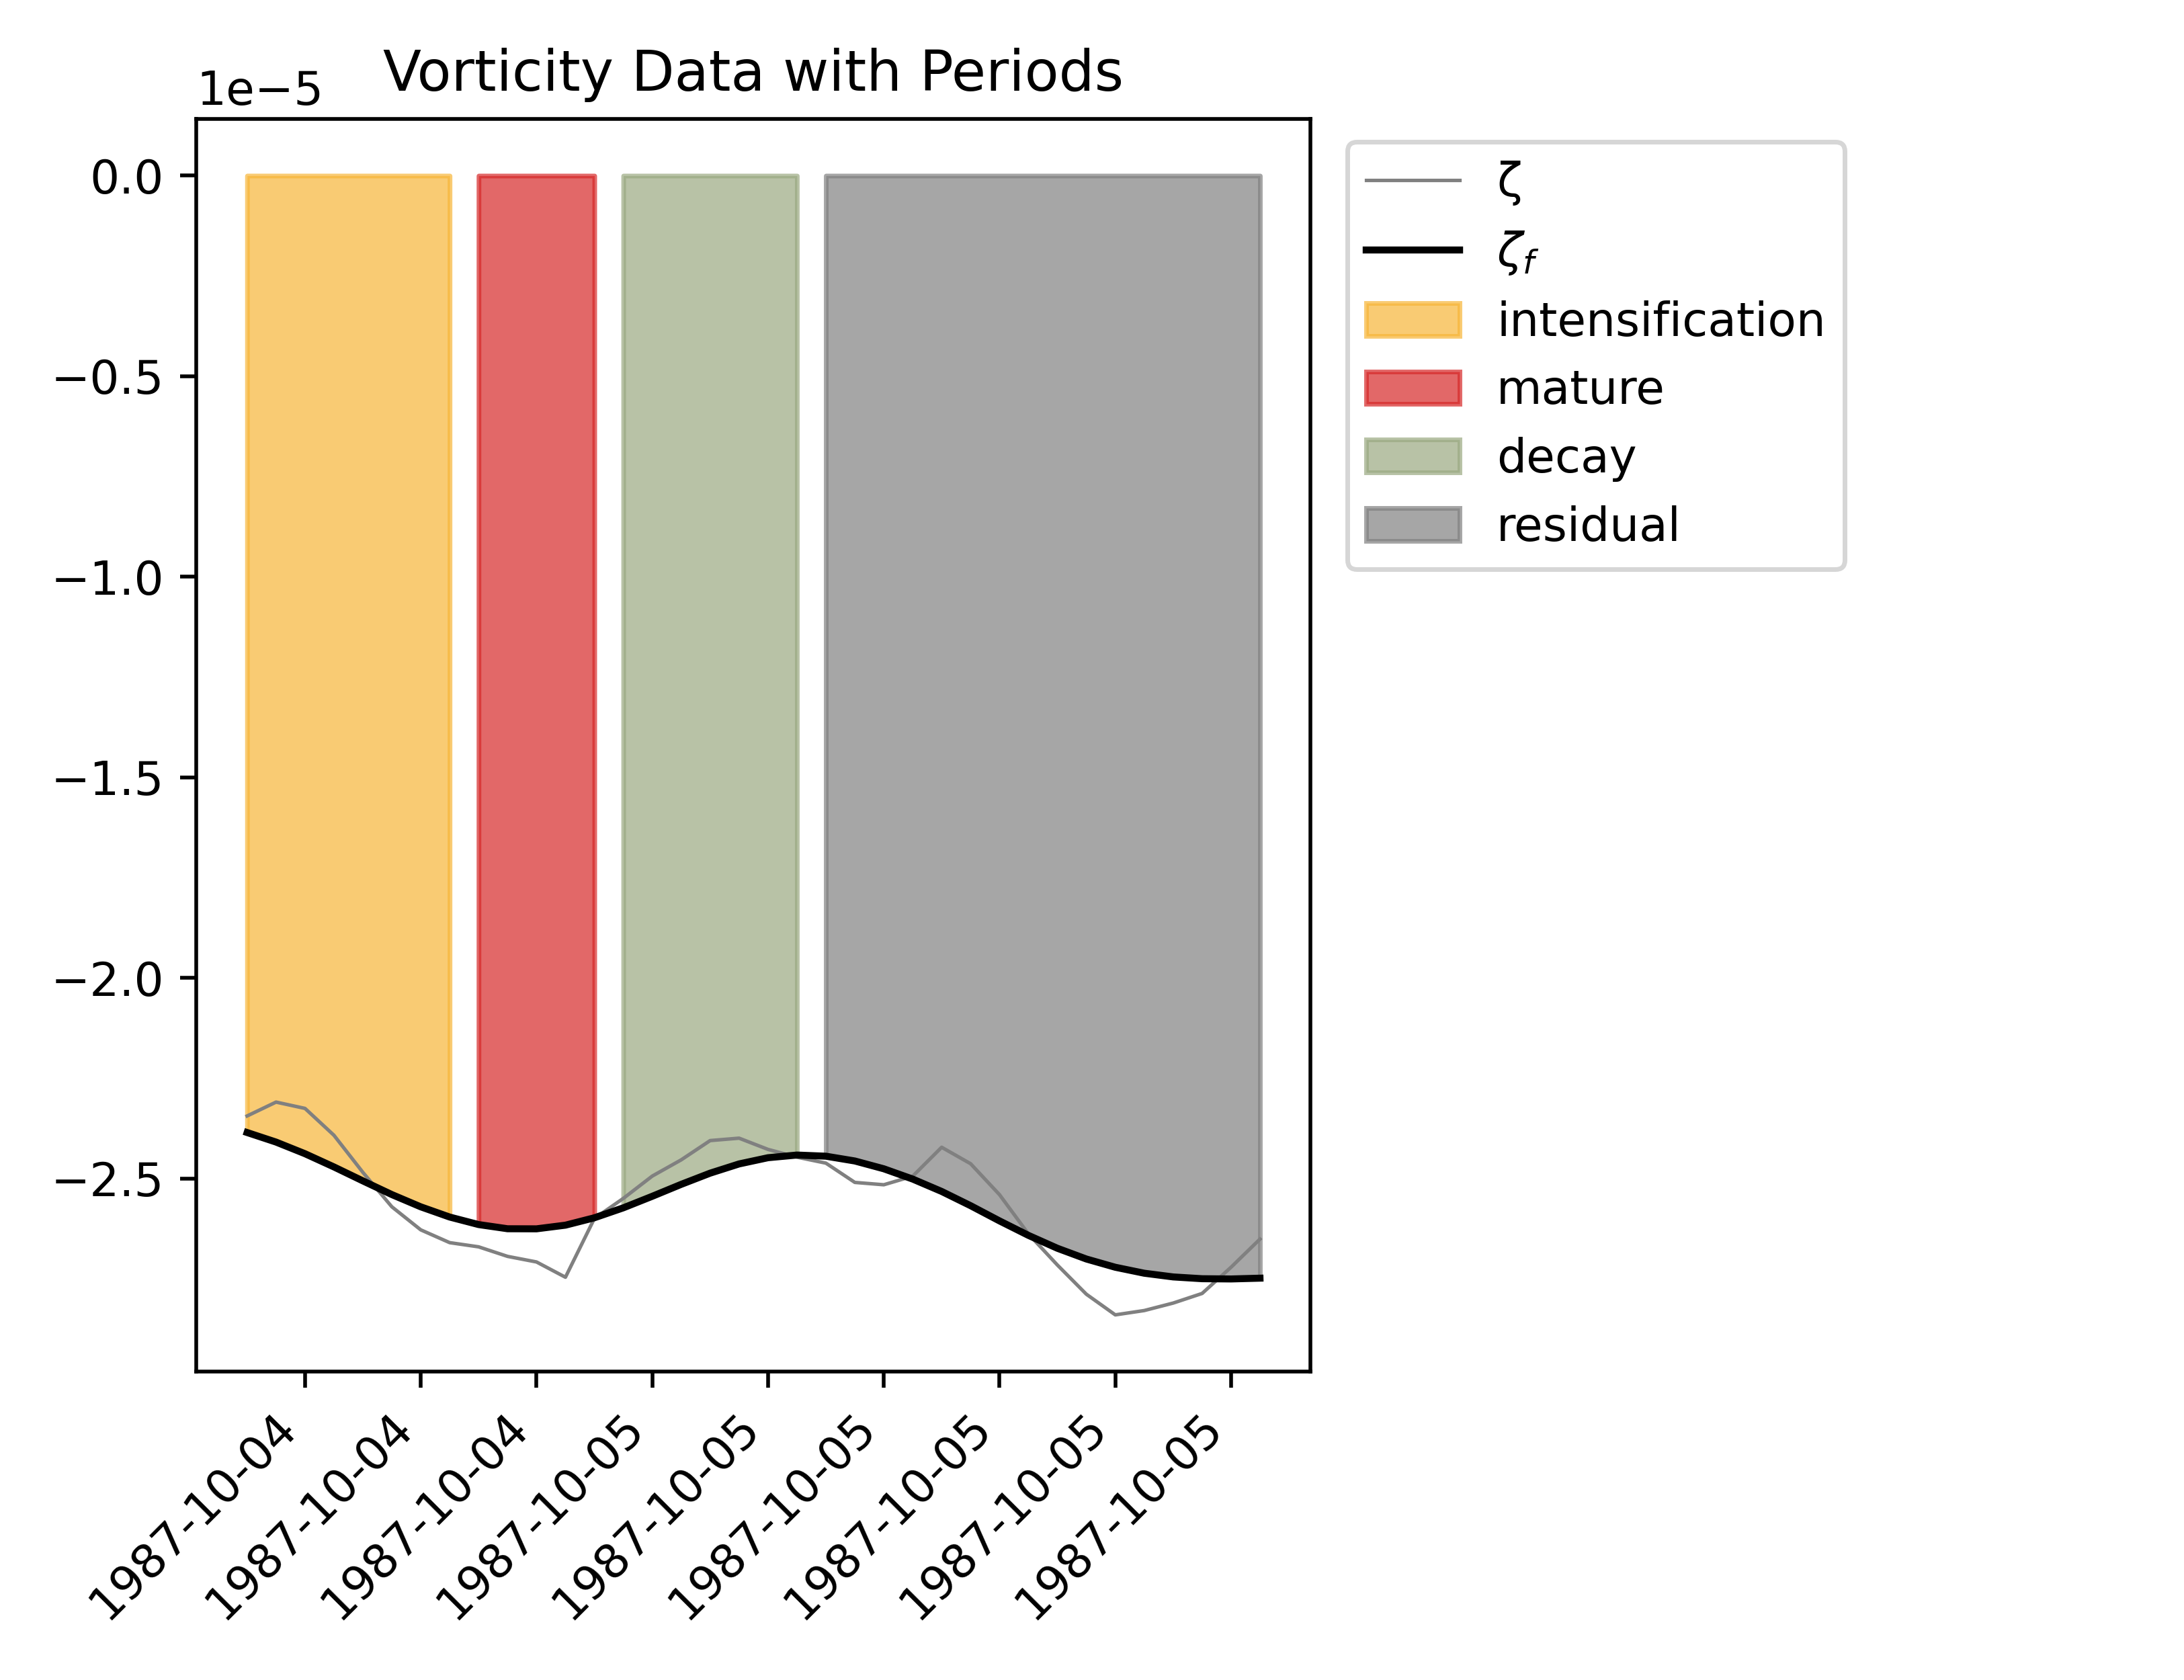 Vorticity Data with Periods
1e−5
0.0
−0.5
−1.0
−1.5
−2.0
−2.5
1987-10-04
1987-10-04
1987-10-04
1987-10-05
1987-10-05
1987-10-05
1987-10-05
1987-10-05
1987-10-05
ζ
ζf
intensification
mature
decay
residual